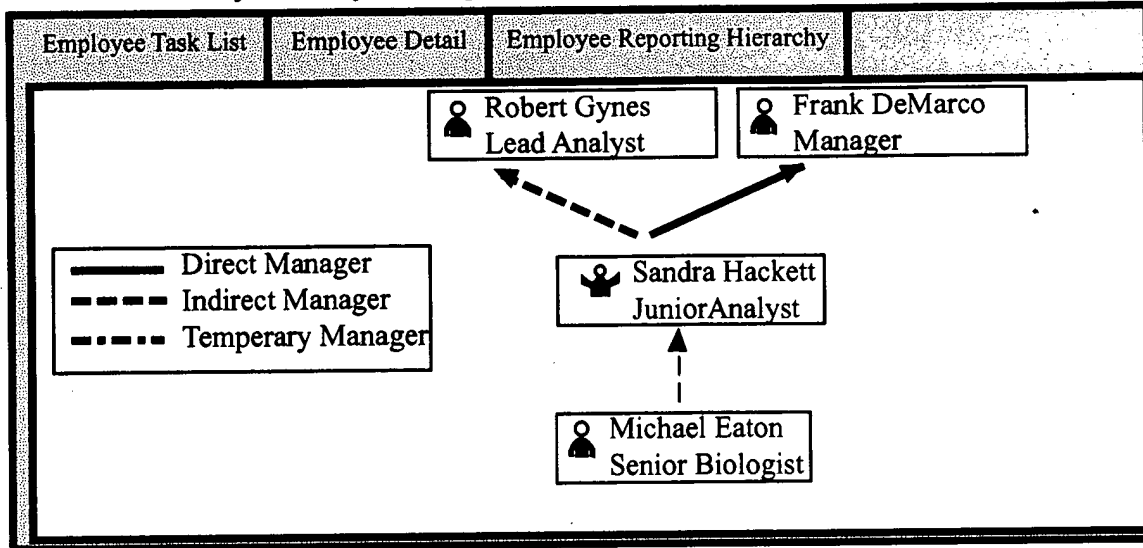 Employee Task List
Employee Detail
Employee Reporting Hierarchy
Robert Gynes
Lead Analyst
Frank DeMarco
Manager
Direct Manager
Indirect Manager
Temperary Manager
Sandra Hackett
JuniorAnalyst
Michael Eaton
Senior Biologist